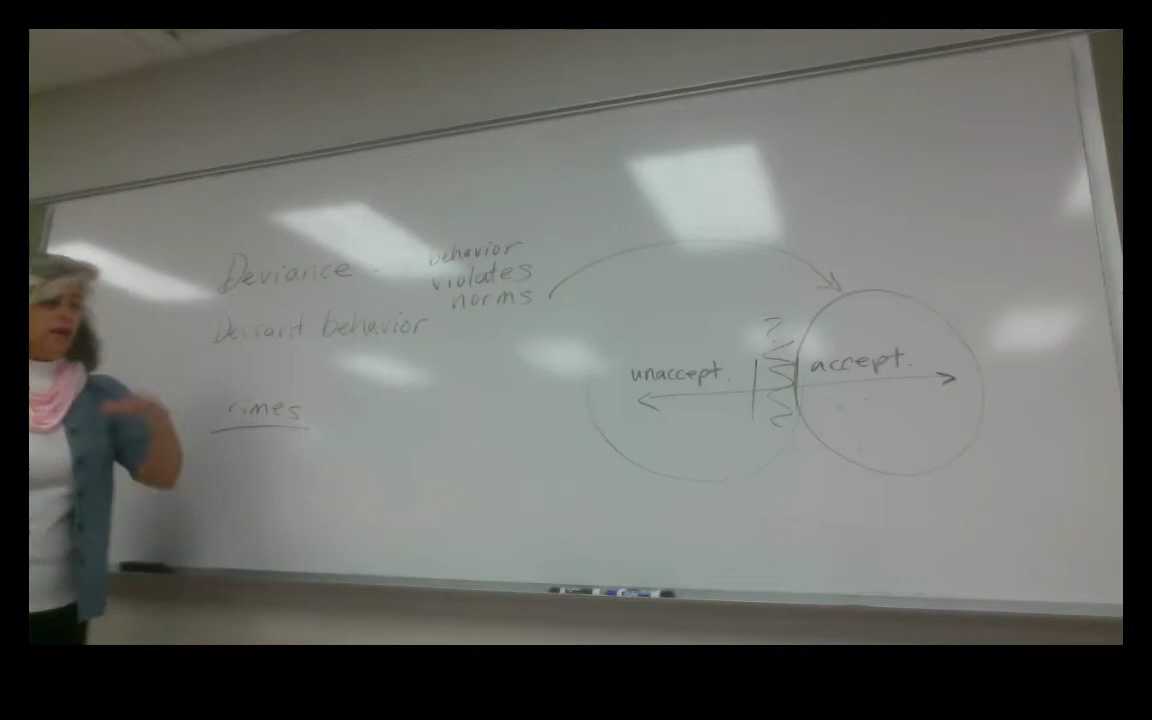 Deviance - behavior
violates
norms
Deviant behavior
rimes
?
unaccept. accept.